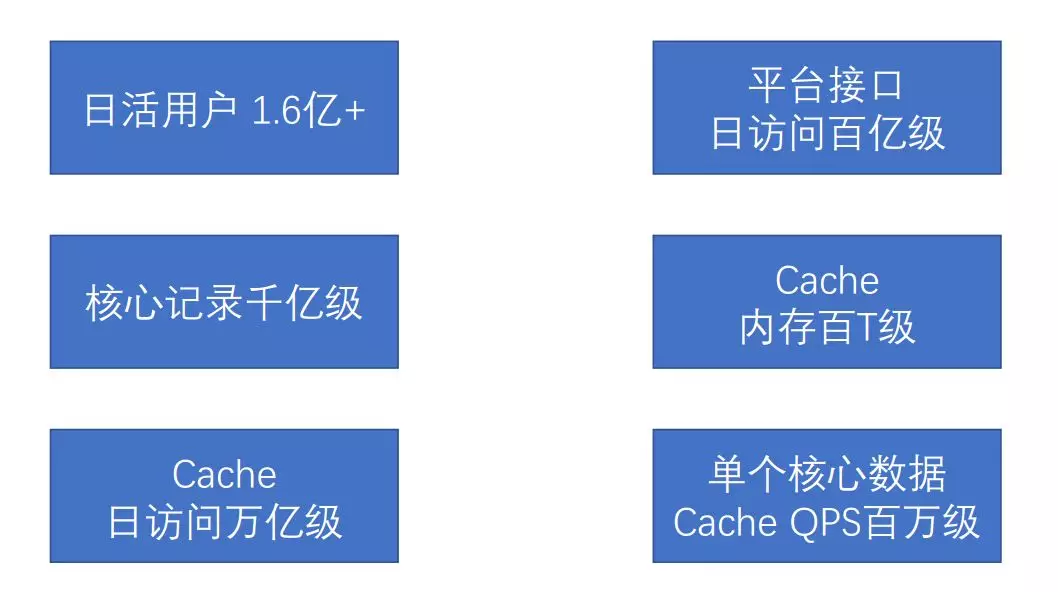 日活用户 1.6亿+
平台接口
日访问百亿级
核心记录千亿级
Cache
内存百T级
Cache
日访问万亿级
单个核心数据
Cache QPS百万级